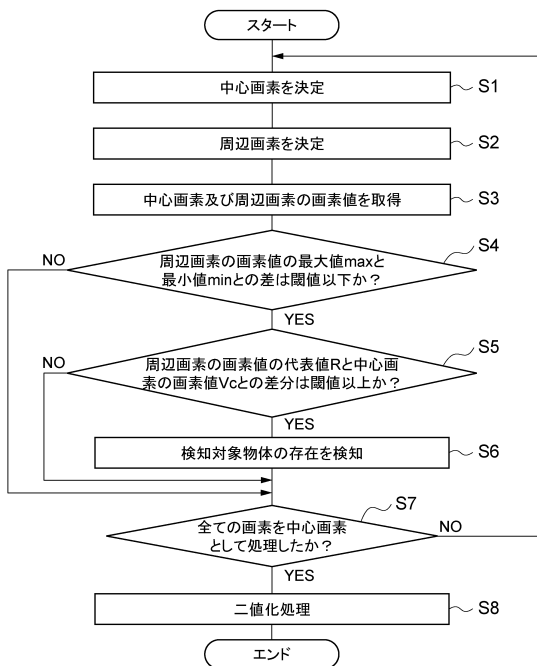 スタート
中心画素を決定
S1
周辺画素を決定
S2
中心画素及び周辺画素の画素値を取得
S3
周辺画素の画素値の最大値maxと
最小値minとの差は閾値以下か？
S4
NO
YES
周辺画素の画素値の代表値Rと中心画
素の画素値Vcとの差分は閾値以上か？
S5
NO
YES
検知対象物体の存在を検知
S6
全ての画素を中心画素
として処理したか？
S7
NO
YES
二値化処理
S8
エンド